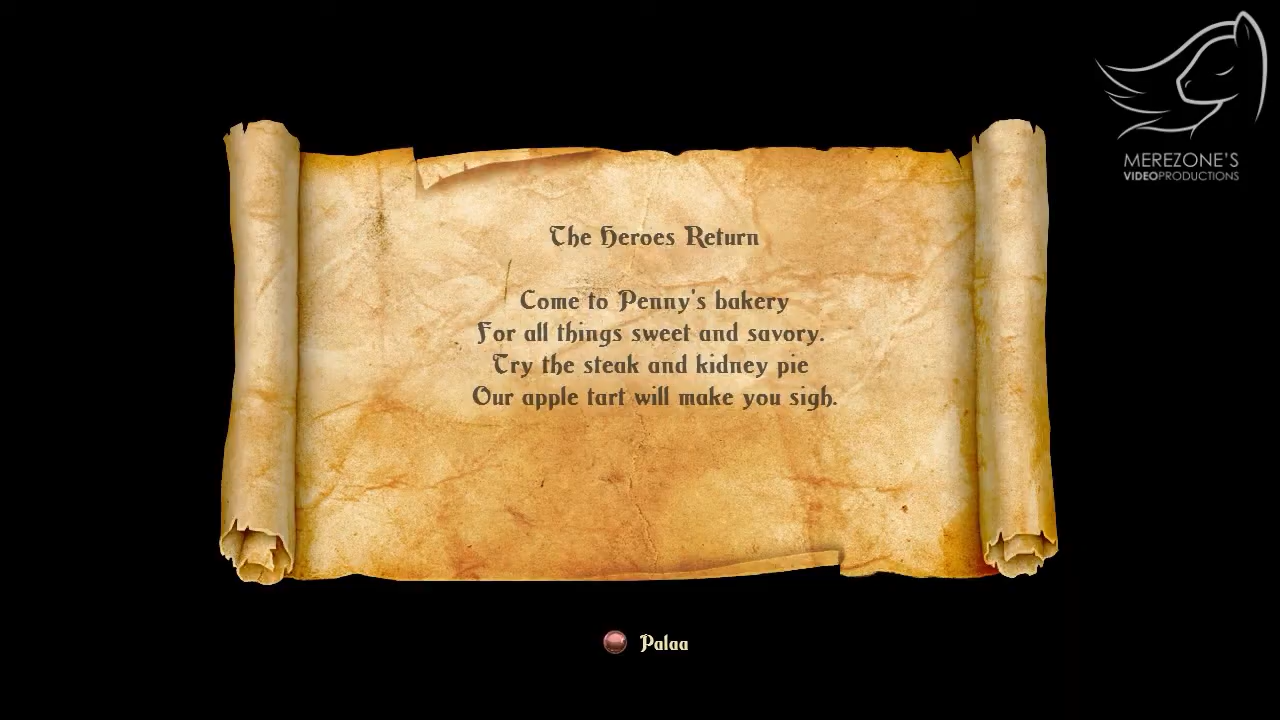 MEREZONE'S
VIDEOPRODUCTIONS
The Heroes Return
Come to Penny's bakery
For all things sweet and savory.
Try the steak and kidney pie
Our apple tart will make you sigh.
Palaa